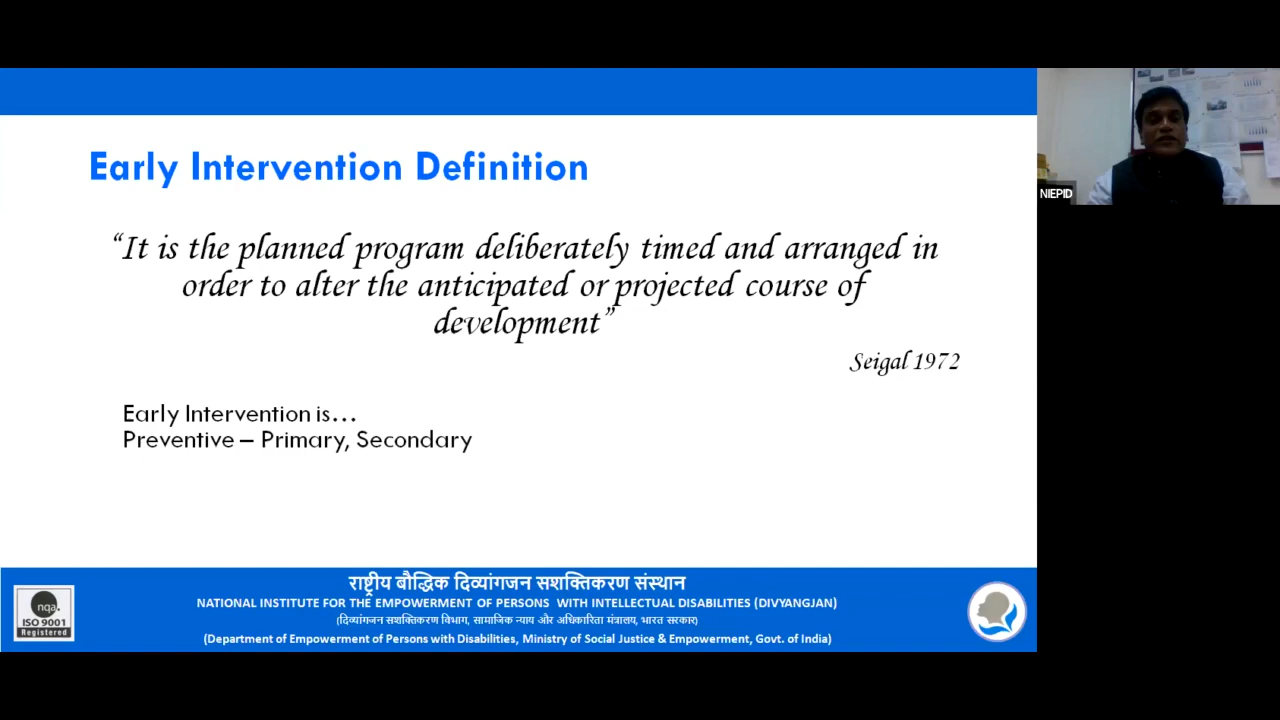 Early Intervention Definition
“It is the planned program deliberately timed and arranged in
order to alter the anticipated or projected course of
development”
Seigal 1972
Early Intervention is…
Preventive – Primary, Secondary
NIEPID
राष्ट्रीय बौद्धिक दिव्यांगजन सशक्तिकरण संस्थान
NATIONAL INSTITUTE FOR THE EMPOWERMENT OF PERSONS WITH INTELLECTUAL DISABILITIES (DIVYANGJAN)
(दिव्यांगजन सशक्तिकरण विभाग, सामाजिक न्याय और अधिकारिता मंत्रालय, भारत सरकार)
(Department of Empowerment of Persons with Disabilities, Ministry of Social Justice & Empowerment, Govt. of India)
nqa.
ISO 9001
Registered